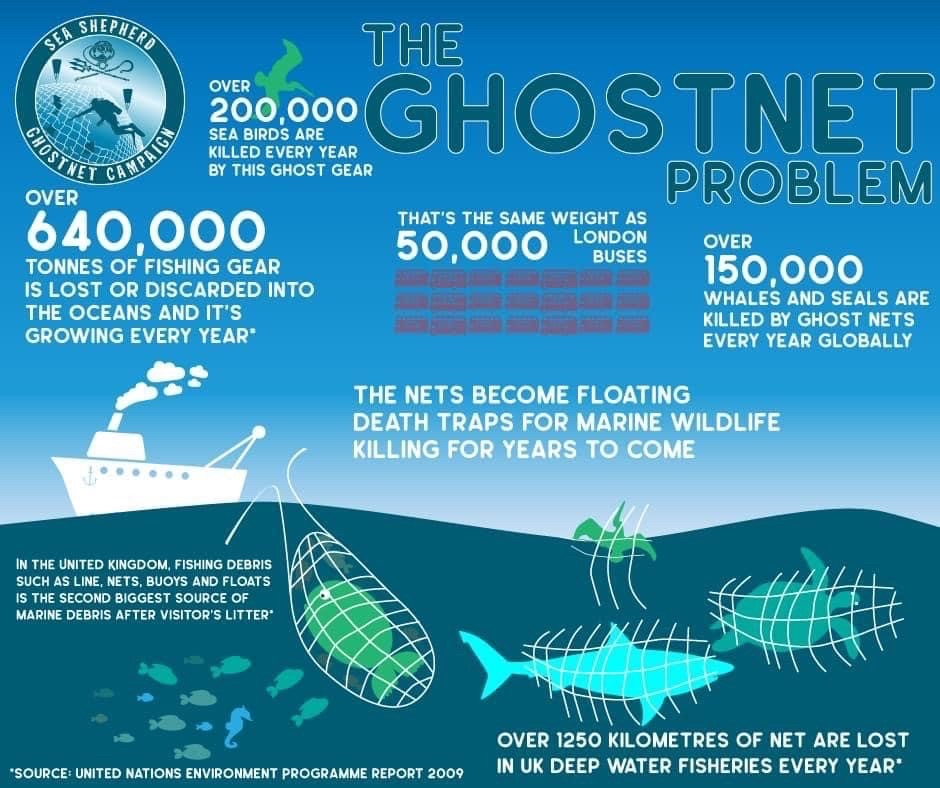 SEA SHEPHERD
GHOSTNET CAMPAIGN
THE
GHOSTNET
PROBLEM
OVER
200,000
SEA BIRDS ARE
KILLED EVERY YEAR
BY THIS GHOST GEAR
OVER
640,000
TONNES OF FISHING GEAR
IS LOST OR DISCARDED INTO
THE OCEANS AND IT'S
GROWING EVERY YEAR*
THAT'S THE SAME WEIGHT AS
50,000 LONDON
BUSES
OVER
150,000
WHALES AND SEALS ARE
KILLED BY GHOST NETS
EVERY YEAR GLOBALLY
THE NETS BECOME FLOATING
DEATH TRAPS FOR MARINE WILDLIFE
KILLING FOR YEARS TO COME
IN THE UNITED KINGDOM, FISHING DEBRIS
SUCH AS LINE, NETS, BUOYS AND FLOATS
IS THE SECOND BIGGEST SOURCE OF
MARINE DEBRIS AFTER VISITOR'S LITTER*
OVER 1250 KILOMETRES OF NET ARE LOST
IN UK DEEP WATER FISHERIES EVERY YEAR*
*SOURCE: UNITED NATIONS ENVIRONMENT PROGRAMME REPORT 2009